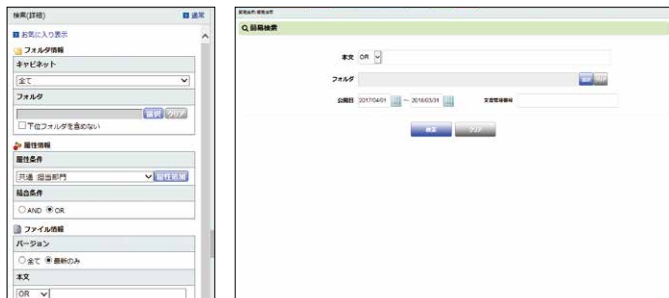 検索(詳細)
通常
お気に入り表示
フォルダ情報
キャビネット
全て
フォルダ
選択 クリア
下位フォルダを含めない
属性情報
属性条件
共通 担当部門
属性追加
結合条件
AND OR
ファイル情報
バージョン
全て 最新のみ
本文
OR
簡易検索
本文 OR
フォルダ
選択 クリア
公開日 2017/04/01 ~ 2018/03/31 文書管理番号
検索 クリア